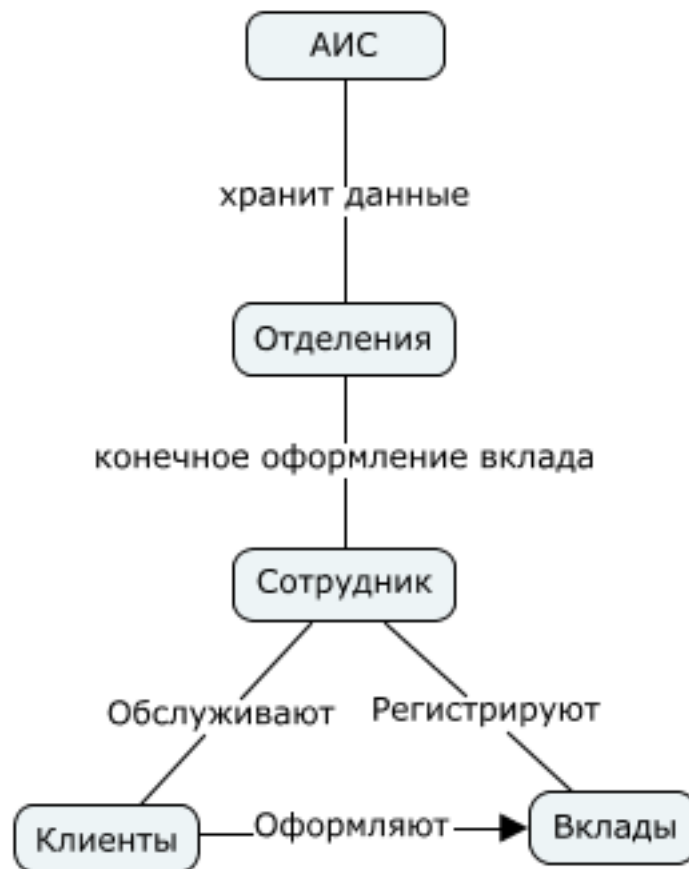 АИС
хранит данные
Отделения
конечное оформление вклада
Сотрудник
Обслуживают
Регистрируют
Клиенты
Оформляют
Вклады